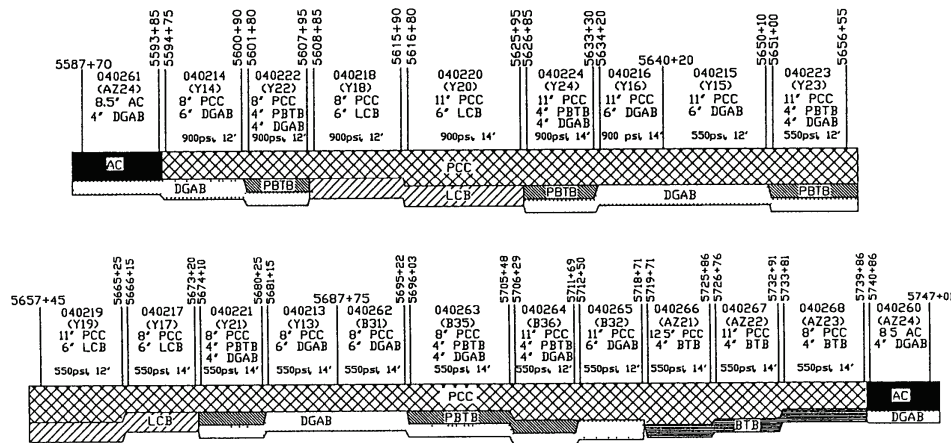 5587+70
5593+85
5594+75
5600+90
5601+80
5607+95
5608+85
5615+90
5616+80
5625+95
5626+85
5633+30
5634+20
5640+20
5650+10
5651+00
5656+55
040261
(AZ24)
8.5" AC
4" DGAB
040214
(Y14)
8" PCC
6" DGAB
900psi, 12'
040222
(Y22)
8" PCC
4" PBTB
4" DGAB
900psi, 12'
040218
(Y18)
8" PCC
6" LCB
900psi, 12'
040220
(Y20)
11" PCC
6" LCB
900psi, 14'
040224
(Y24)
11" PCC
4" PBTB
4" DGAB
900psi, 14'
040216
(Y16)
11" PCC
6" DGAB
900 psi, 14'
040215
(Y15)
11" PCC
6" DGAB
550psi, 12'
040223
(Y23)
11" PCC
4" PBTB
4" DGAB
550psi, 12'
AC
PCC
DGAB
PBTB
LCB
PBTB
DGAB
PBTB
5657+45
5665+25
5666+15
5673+20
5674+10
5680+25
5681+15
5687+75
5695+22
5696+03
5705+48
5706+29
5711+69
5712+50
5718+71
5719+71
5725+86
5726+76
5732+91
5733+81
5739+86
5740+86
040219
(Y19)
11" PCC
6" LCB
550psi, 12'
040217
(Y17)
8" PCC
6" LCB
550psi, 14'
040221
(Y21)
8" PCC
4" PBTB
4" DGAB
550psi, 14'
040213
(Y13)
8" PCC
6" DGAB
550psi, 14'
040262
(B31)
8" PCC
6" DGAB
550psi, 14'
040263
(B35)
8" PCC
4" PBTB
4" DGAB
550psi, 14'
040264
(B36)
11" PCC
4" PBTB
4" DGAB
550psi, 12'
040265
(B32)
11" PCC
6" DGAB
550psi, 12'
040266
(AZ21)
12.5" PCC
4" BTB
550psi, 14'
040267
(AZ22)
11" PCC
4" BTB
550psi, 14'
040268
(AZ23)
8" PCC
4" BTB
550psi, 14'
040260
(AZ24)
8.5 AC
4" DGAB
PCC
AC
LCB
DGAB
PBTB
BTB
DGAB